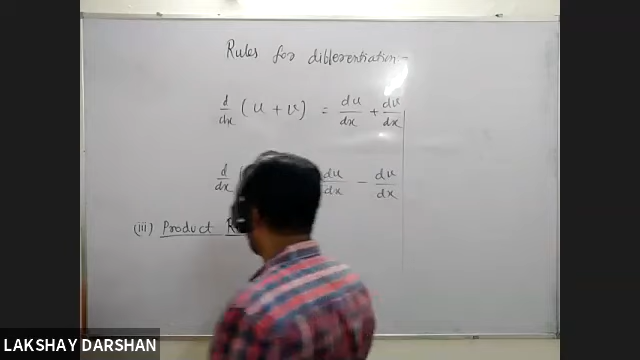 Rules for differentiation:-
d/dx (u + v) = du/dx + dv/dx
d/dx du/dx - dv/dx
(iii) Product R
LAKSHAY DARSHAN